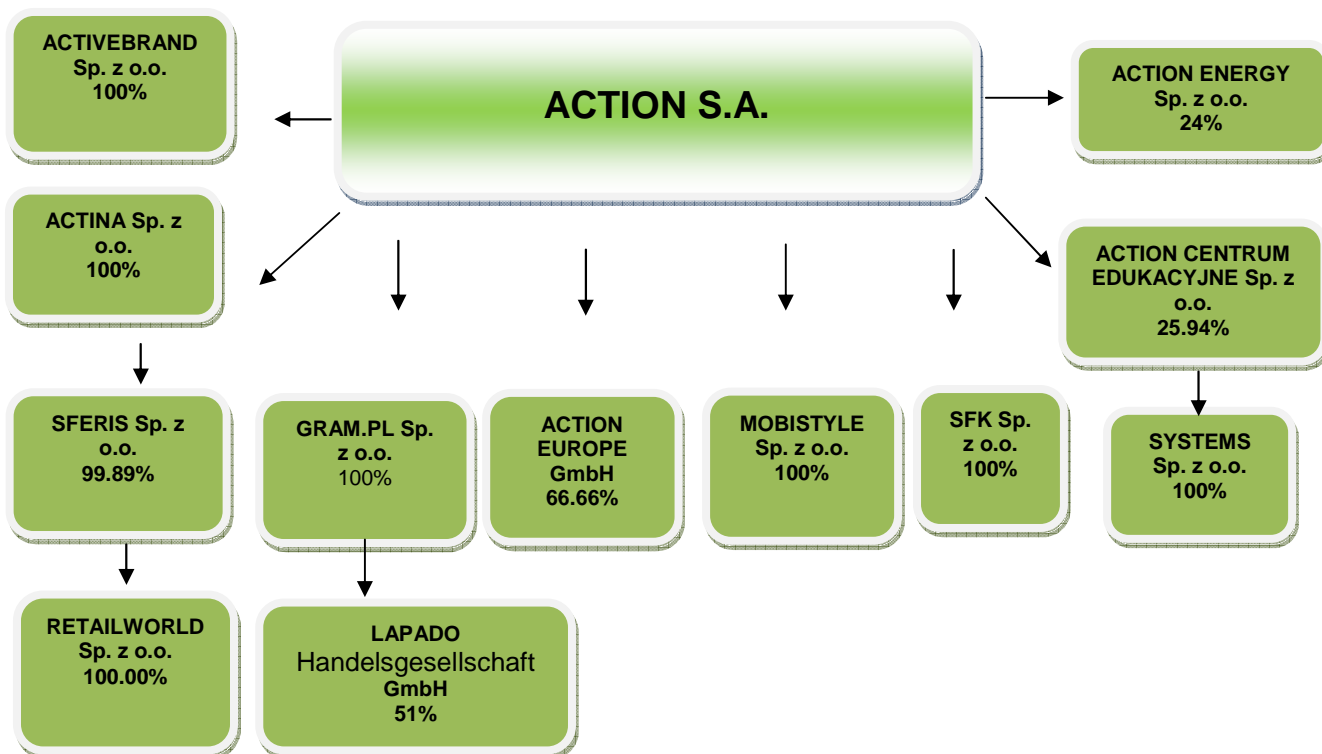 ACTIVEBRAND
Sp. z o.o.
100%
ACTION S.A.
ACTION ENERGY
Sp. z o.o.
24%
ACTINA Sp. z
o.o.
100%
ACTION CENTRUM
EDUKACYJNE Sp. z
o.o.
25.94%
SFERIS Sp. z
o.o.
99.89%
GRAM.PL Sp.
z o.o.
100%
ACTION
EUROPE
GmbH
66.66%
MOBISTYLE
Sp. z o.o.
100%
SFK Sp.
z o.o.
100%
SYSTEMS
Sp. z o.o.
100%
RETAILWORLD
Sp. z o.o.
100.00%
LAPADO
Handelsgesellschaft
GmbH
51%